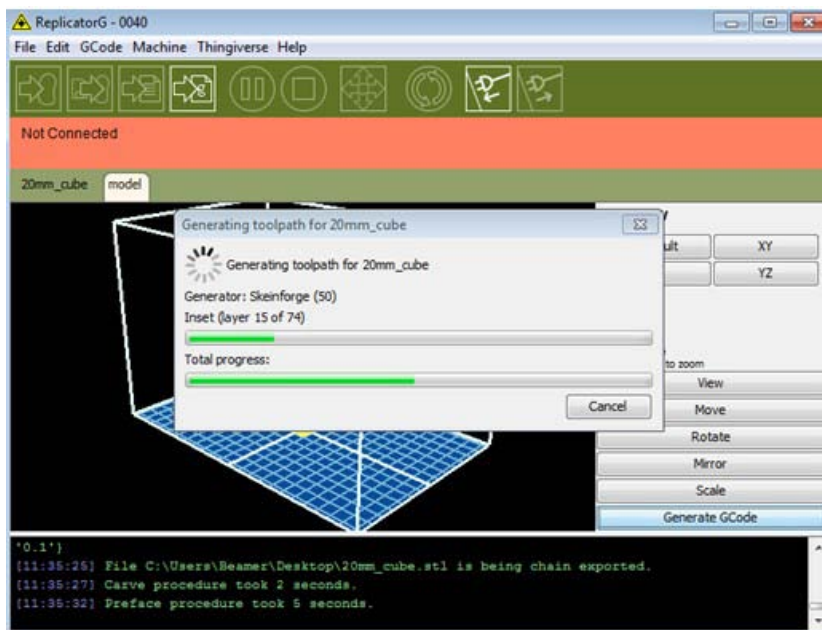 ReplicatorG - 0040
File Edit GCode Machine Thingiverse Help
Not Connected
20mm_cube model
Generating toolpath for 20mm_cube
Generating toolpath for 20mm_cube
Generator: Skeinforge (50)
Inset (layer 15 of 74)
Total progress:
Cancel
XY
YZ
to zoom
View
Move
Rotate
Mirror
Scale
Generate GCode
'0.1'}
[11:35:25] File C:\Users\Beamer\Desktop\20mm_cube.stl is being chain exported.
[11:35:27] Carve procedure took 2 seconds.
[11:35:32] Preface procedure took 5 seconds.